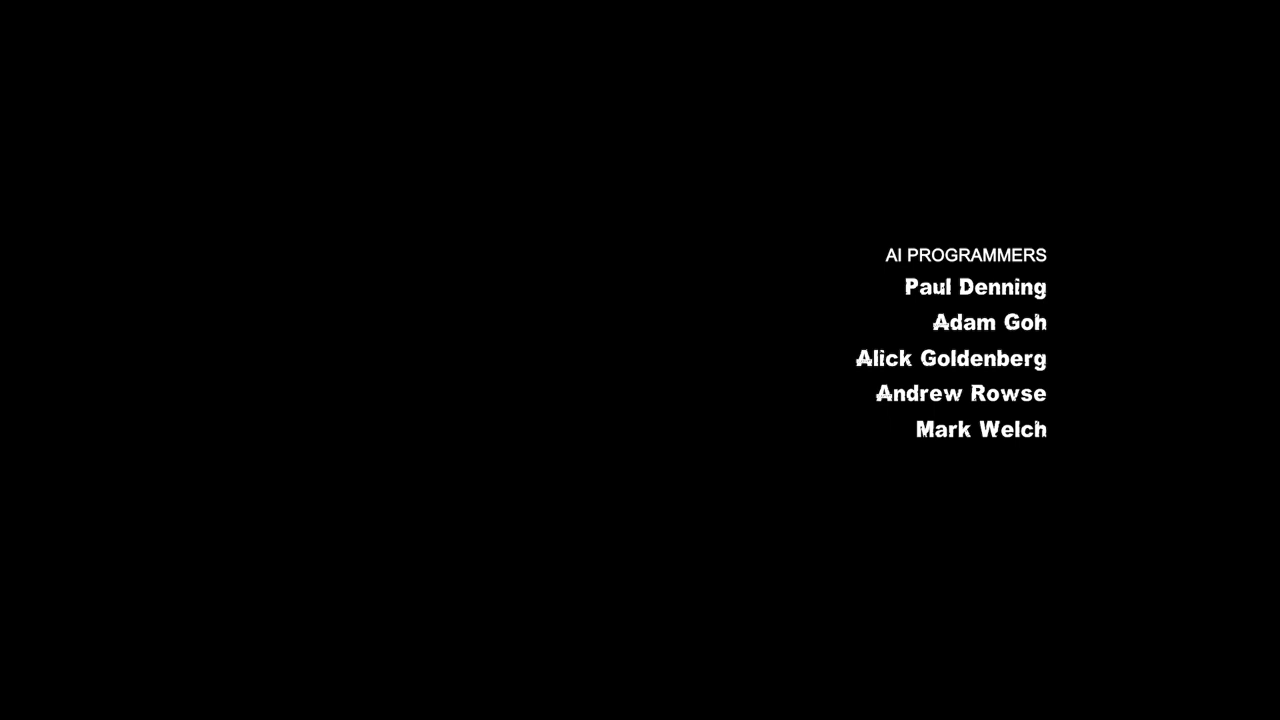 AI PROGRAMMERS
Paul Denning
Adam Goh
Alick Goldenberg
Andrew Rowse
Mark Welch